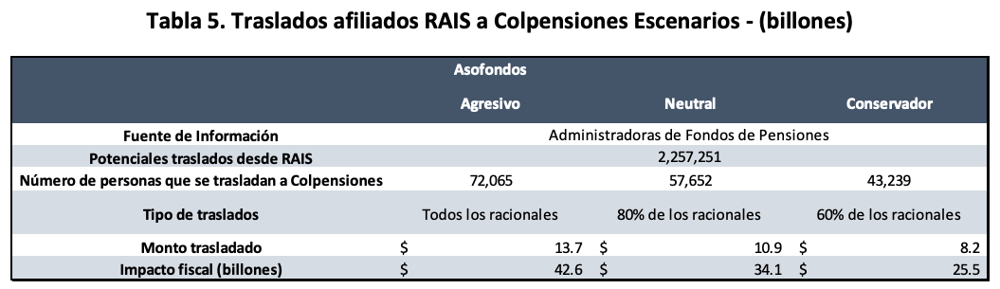 Tabla 5. Traslados afiliados RAIS a Colpensiones Escenarios - (billones)
Asofondos
Agresivo Neutral Conservador
Fuente de Información Administradoras de Fondos de Pensiones
Potenciales traslados desde RAIS 2,257,251
Número de personas que se trasladan a Colpensiones 72,065 57,652 43,239
Tipo de traslados Todos los racionales 80% de los racionales 60% de los racionales
Monto trasladado $ 13.7 $ 10.9 $ 8.2
Impacto fiscal (billones) $ 42.6 $ 34.1 $ 25.5